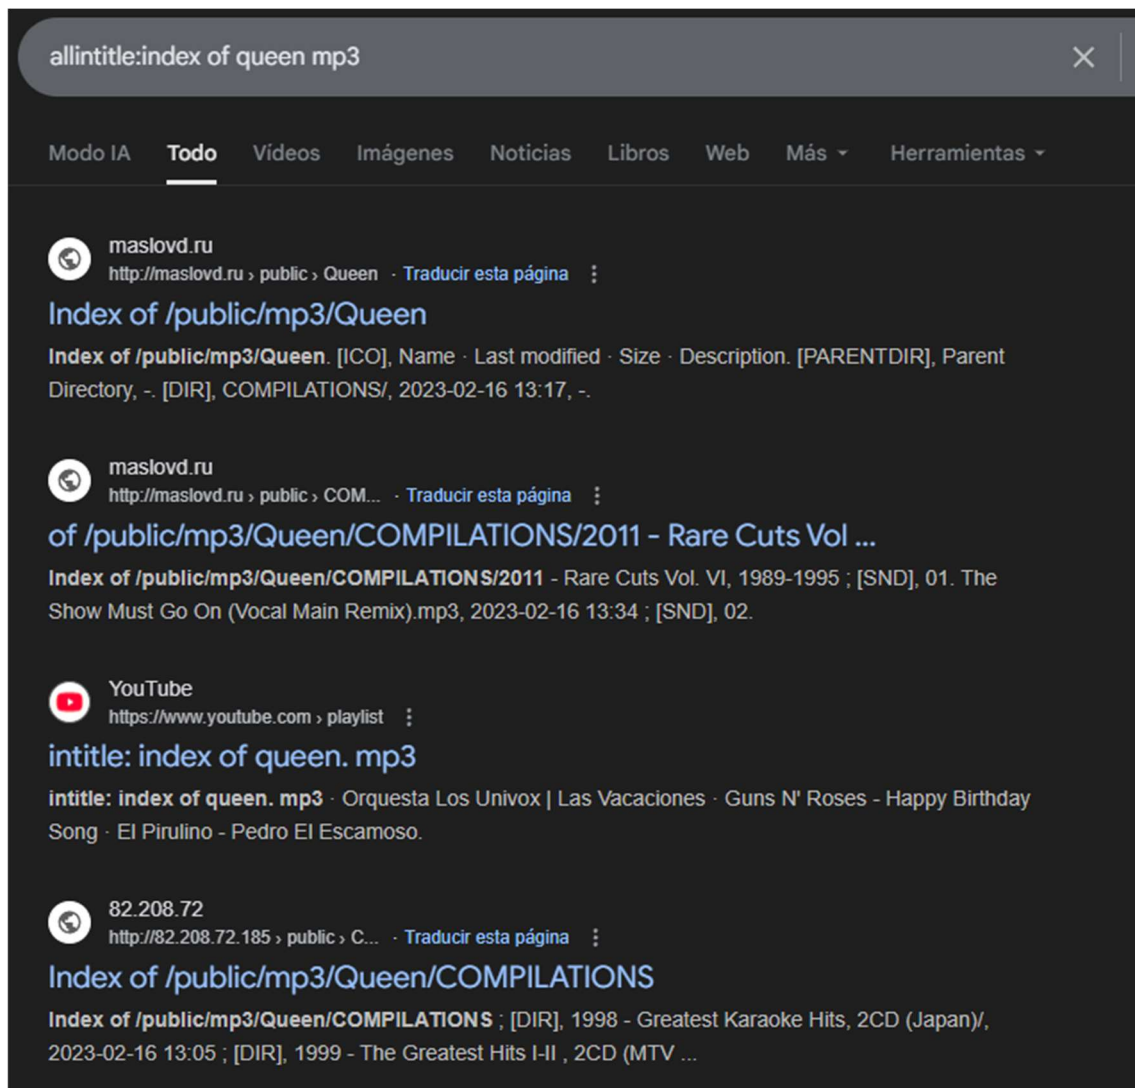 allintitle:index of queen mp3
Modo IA Todo Vídeos Imágenes Noticias Libros Web Más Herramientas
maslovd.ru
http://maslovd.ru › public › Queen · Traducir esta página
Index of /public/mp3/Queen
Index of /public/mp3/Queen. [ICO], Name · Last modified · Size · Description. [PARENTDIR], Parent
Directory, -. [DIR], COMPILATIONS/, 2023-02-16 13:17, -.
maslovd.ru
http://maslovd.ru › public › COM... · Traducir esta página
of /public/mp3/Queen/COMPILATIONS/2011 - Rare Cuts Vol ...
Index of /public/mp3/Queen/COMPILATIONS/2011 - Rare Cuts Vol. VI, 1989-1995 ; [SND], 01. The
Show Must Go On (Vocal Main Remix).mp3, 2023-02-16 13:34 ; [SND], 02.
YouTube
https://www.youtube.com › playlist
intitle: index of queen. mp3
intitle: index of queen. mp3 · Orquesta Los Univox | Las Vacaciones · Guns N' Roses - Happy Birthday
Song · El Pirulino - Pedro El Escamoso.
82.208.72
http://82.208.72.185 › public › C... · Traducir esta página
Index of /public/mp3/Queen/COMPILATIONS
Index of /public/mp3/Queen/COMPILATIONS ; [DIR], 1998 - Greatest Karaoke Hits, 2CD (Japan)/,
2023-02-16 13:05 ; [DIR], 1999 - The Greatest Hits I-II , 2CD (MTV ...